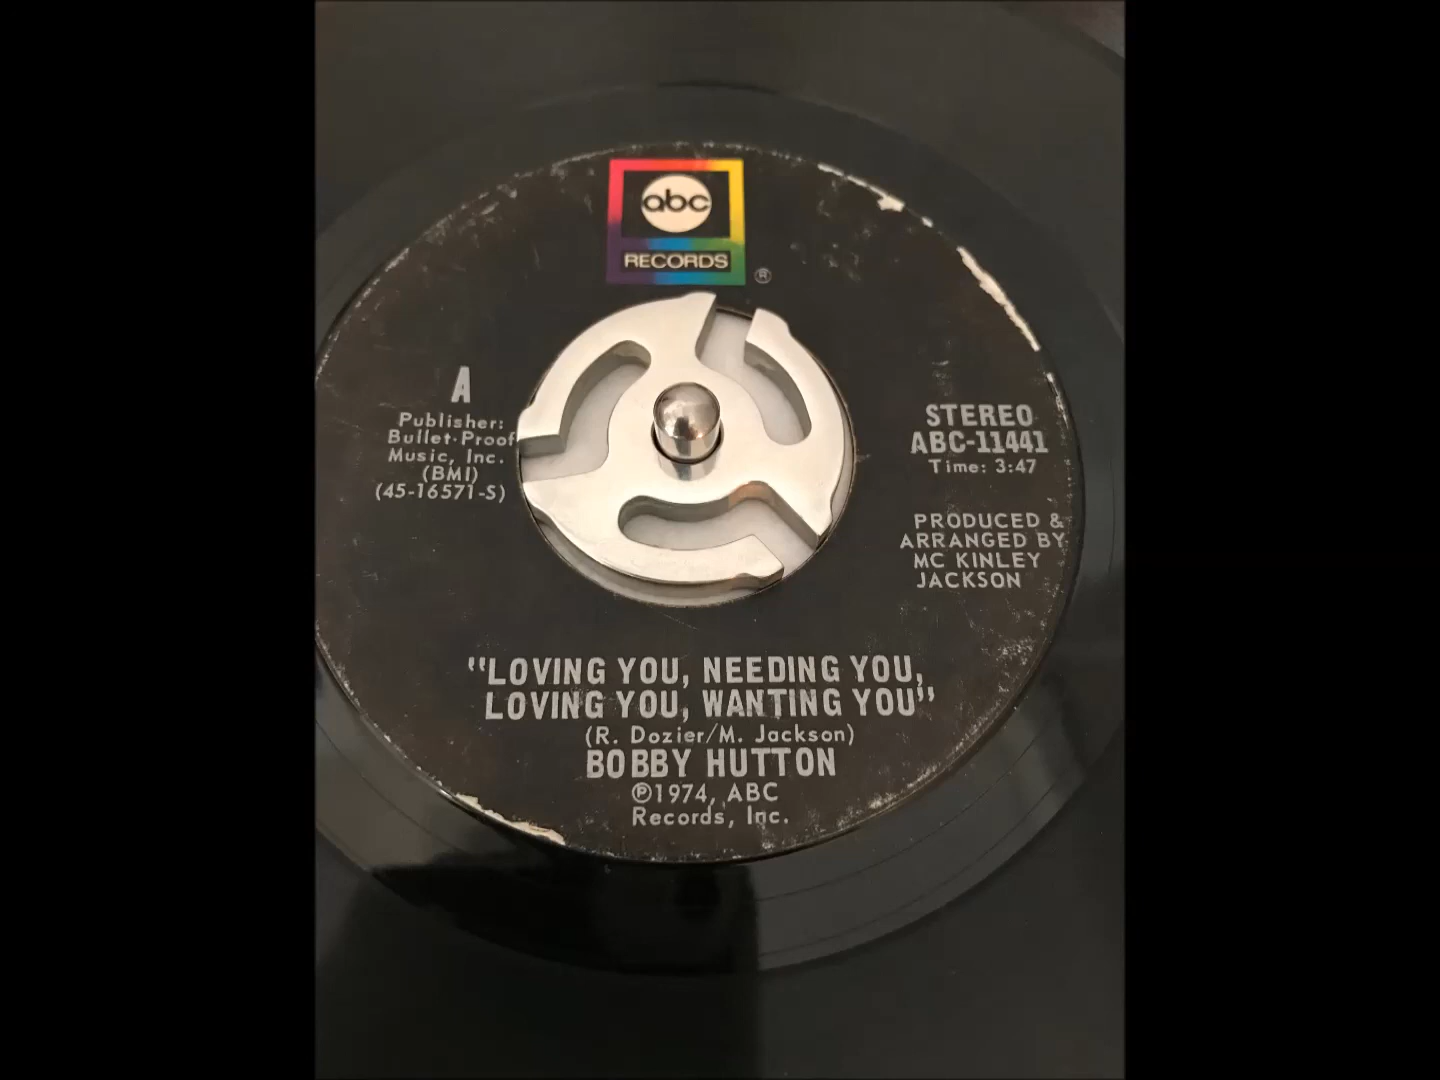 abc
RECORDS
®
A
Publisher:
Bullet-Proof
Music, Inc.
(BMI)
(45-16571-S)
STEREO
ABC-11441
Time: 3:47
PRODUCED &
ARRANGED BY
MC KINLEY
JACKSON
"LOVING YOU, NEEDING YOU,
LOVING YOU, WANTING YOU"
(R. Dozier/M. Jackson)
BOBBY HUTTON
℗1974, ABC
Records, Inc.